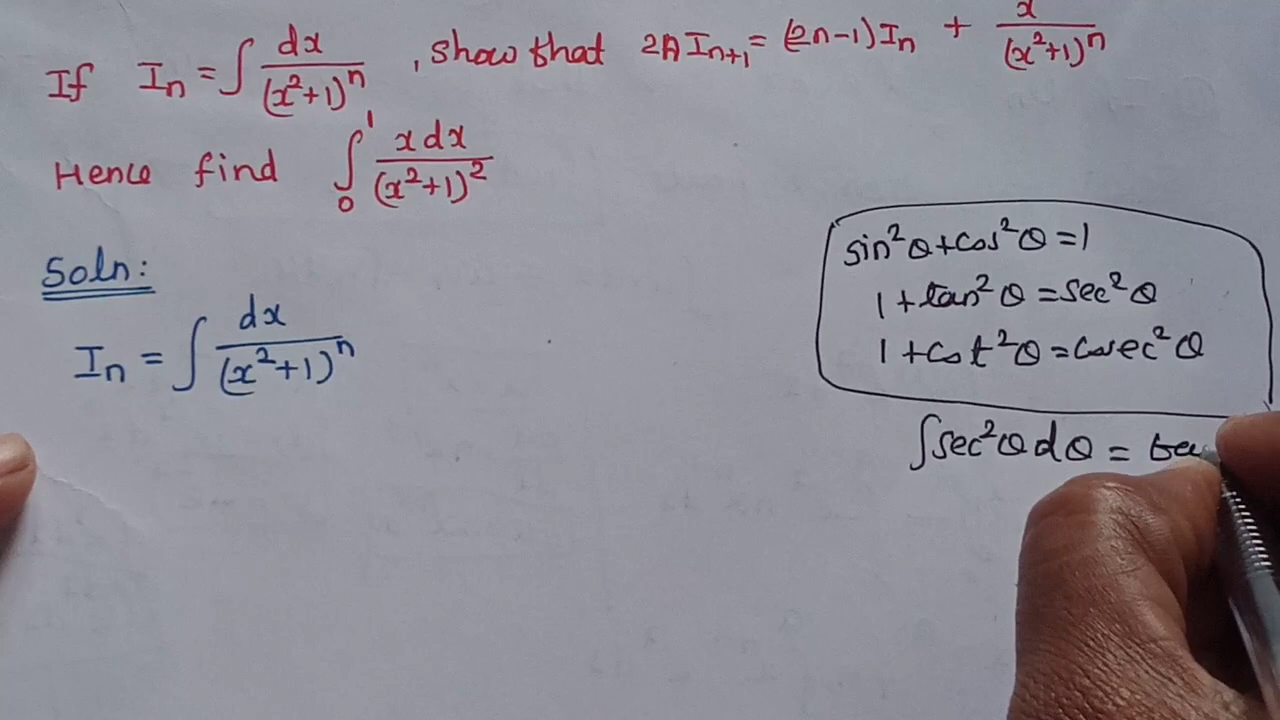 If Iₙ = ∫ dx/(x²+1)ⁿ , show that 2n Iₙ₊₁ = (2n-1)Iₙ + x/(x²+1)ⁿ
Hence find ∫₀¹ x dx/(x²+1)²
Soln:
Iₙ = ∫ dx/(x²+1)ⁿ
sin²θ+cos²θ=1
1+tan²θ=sec²θ
1+cot²θ=cosec²θ
∫sec²θ dθ =